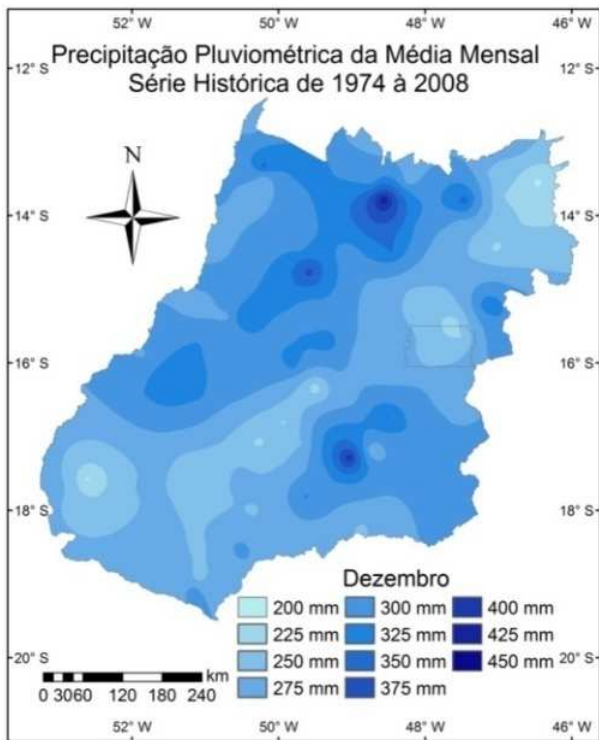 52° W 50° W 48° W 46° W
Precipitação Pluviométrica da Média Mensal
Série Histórica de 1974 à 2008
12° S 12° S
N
14° S 14° S
16° S 16° S
18° S 18° S
Dezembro
200 mm 300 mm 400 mm
225 mm 325 mm 425 mm
250 mm 350 mm 450 mm
275 mm 375 mm
20° S 20° S
km
0 3060 120 180 240
52° W 50° W 48° W 46° W